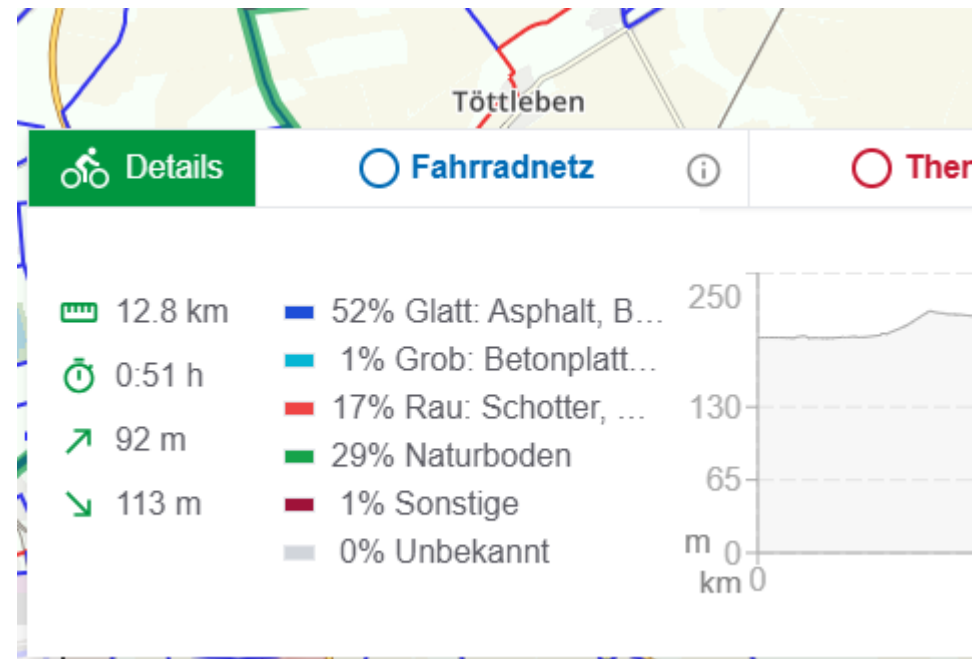 Töttleben
Details
Fahrradnetz
Ther
12.8 km
0:51 h
92 m
113 m
52% Glatt: Asphalt, B...
1% Grob: Betonplatt...
17% Rau: Schotter, ...
29% Naturboden
1% Sonstige
0% Unbekannt
250
130
65
m 0
km 0